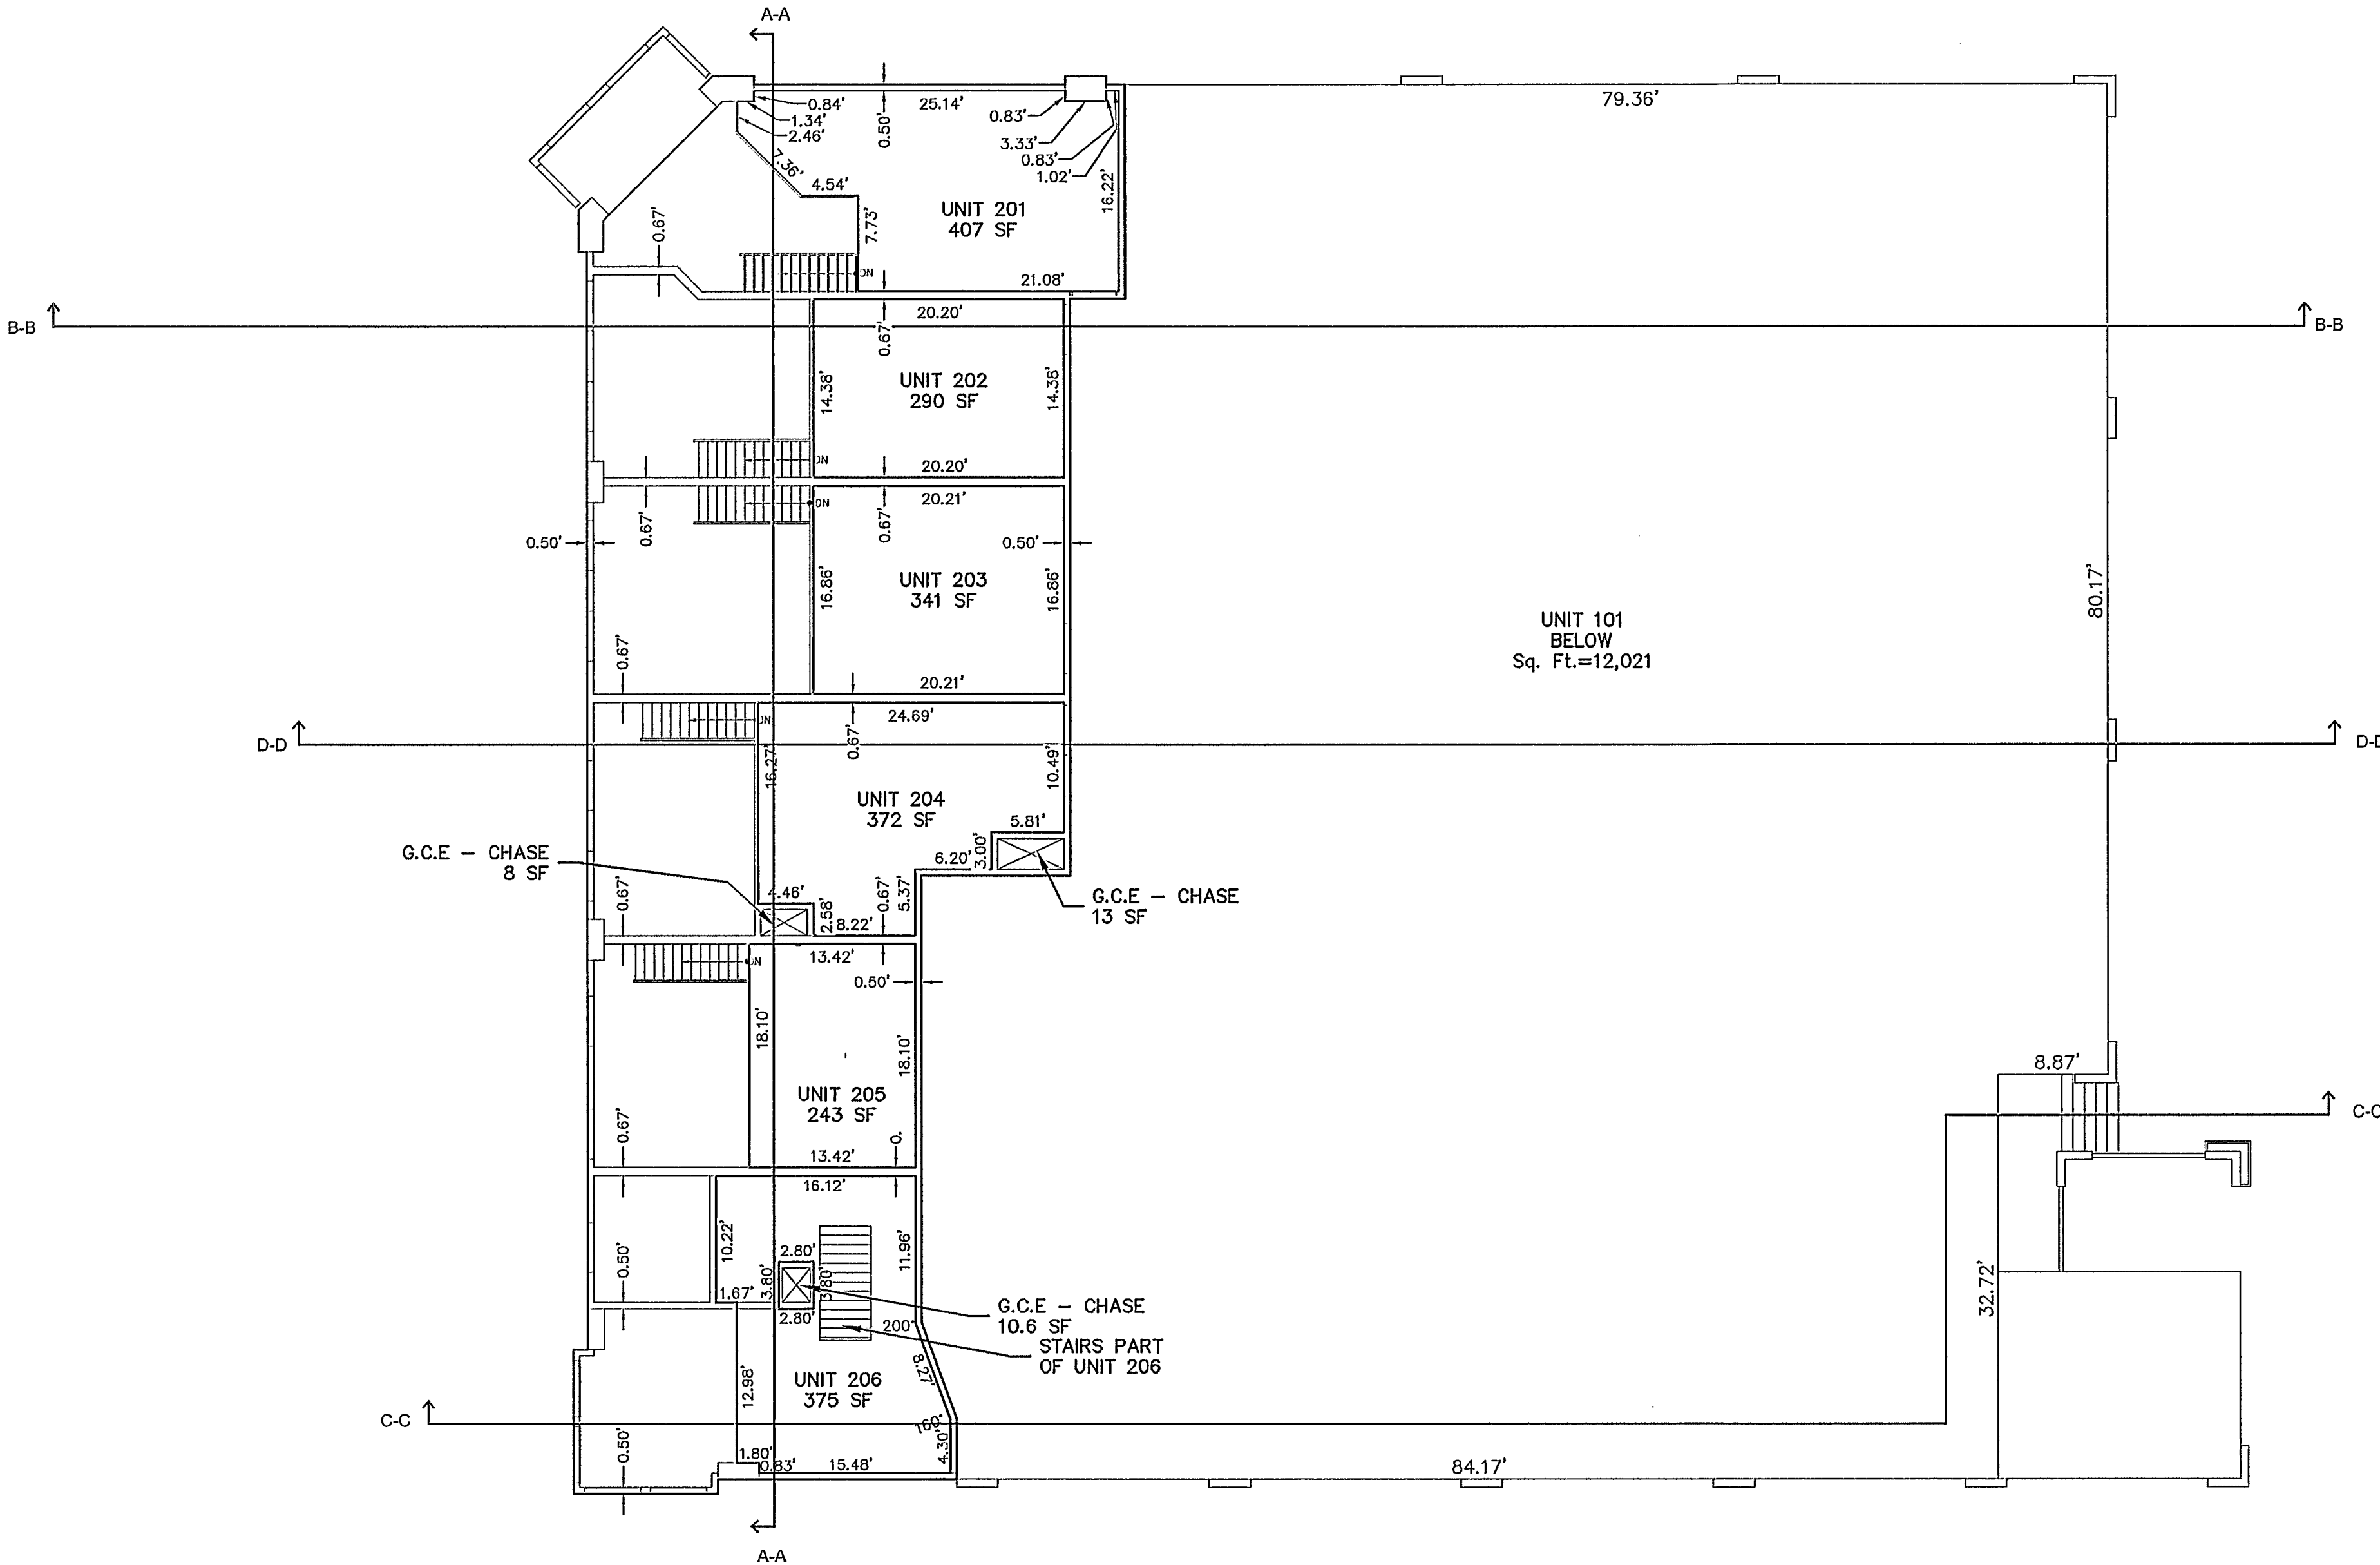 A-A
0.84'
1.34'
2.46'
0.50'
25.14'
0.83'
3.33'
0.83'
1.02'
79.36'
7.36'
4.54'
16.22'
UNIT 201
407 SF
7.73'
0.67'
DN
21.08'
B-B
B-B
20.20'
0.67'
14.38'
UNIT 202
290 SF
14.38'
DN
20.20'
DN
20.21'
0.67'
0.67'
0.50'
0.50'
16.86'
UNIT 203
341 SF
16.86'
UNIT 101
BELOW
Sq. Ft.=12,021
80.17'
0.67'
20.21'
DN
24.69'
0.67'
D-D
D-D
16.27'
10.49'
UNIT 204
372 SF
5.81'
3.00'
6.20'
G.C.E – CHASE
8 SF
G.C.E – CHASE
13 SF
4.46'
2.58'
8.22'
0.67'
5.37'
0.67'
DN
13.42'
0.50'
18.10'
18.10'
8.87'
UNIT 205
243 SF
C-C
0.67'
13.42'
0.
16.12'
10.22'
11.96'
2.80'
3.80'
3.80'
0.50'
1.67'
2.80'
200°
G.C.E – CHASE
10.6 SF
STAIRS PART
OF UNIT 206
32.72'
8.27'
12.98'
UNIT 206
375 SF
C-C
160°
4.30'
0.50'
1.80'
0.83'
15.48'
84.17'
A-A